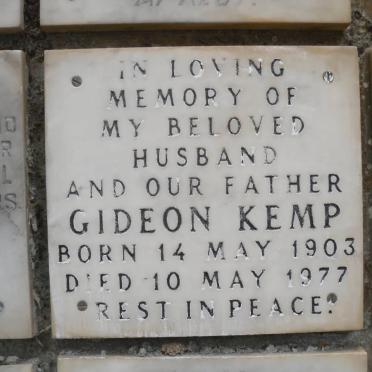 IN LOVING
MEMORY OF
MY BELOVED
HUSBAND
AND OUR FATHER
GIDEON KEMP
BORN 14 MAY 1903
DIED 10 MAY 1977
REST IN PEACE.